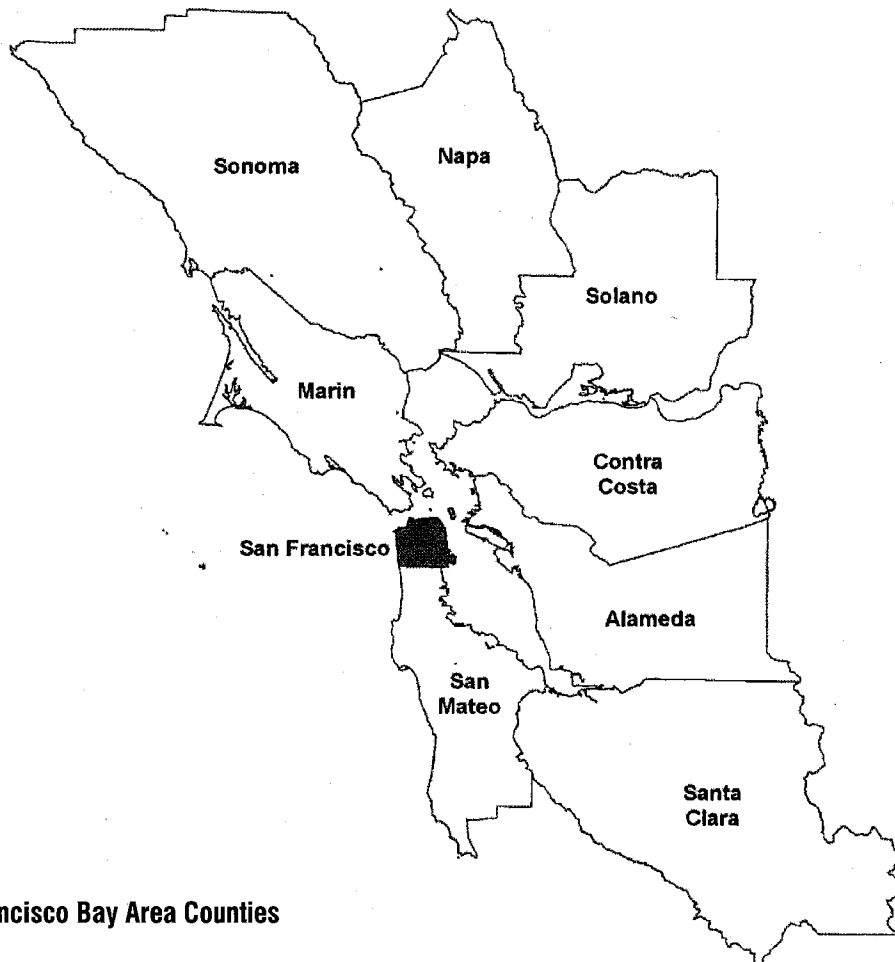 Sonoma
Napa
Solano
Marin
Contra
Costa
San Francisco
Alameda
San
Mateo
Santa
Clara
ncisco Bay Area Counties